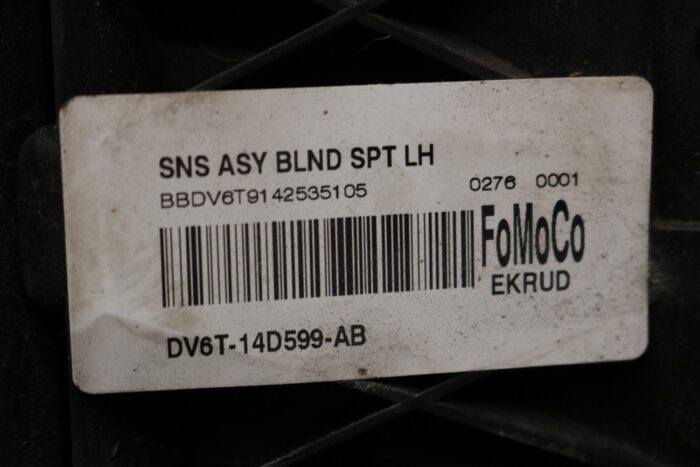 SNS ASY BLND SPT LH
BBDV6T9142535105
0276 0001
FoMoCo
EKRUD
DV6T-14D599-AB